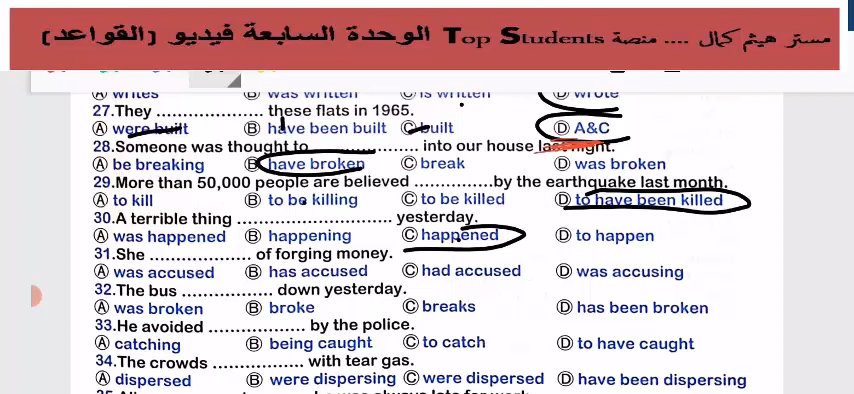 مستر هيثم كمال .... منصة Top Students الوحدة السابعة فيديو (القواعد)
Ⓐ writes Ⓑ was written Ⓒ is written Ⓓ wrote
27.They .................... these flats in 1965.
Ⓐ were built Ⓑ have been built Ⓒ built Ⓓ A&C
28.Someone was thought to .................... into our house last night.
Ⓐ be breaking Ⓑ have broken Ⓒ break Ⓓ was broken
29.More than 50,000 people are believed ..............by the earthquake last month.
Ⓐ to kill Ⓑ to be killing Ⓒ to be killed Ⓓ to have been killed
30.A terrible thing ................................ yesterday.
Ⓐ was happened Ⓑ happening Ⓒ happened Ⓓ to happen
31.She .................... of forging money.
Ⓐ was accused Ⓑ has accused Ⓒ had accused Ⓓ was accusing
32.The bus .................. down yesterday.
Ⓐ was broken Ⓑ broke Ⓒ breaks Ⓓ has been broken
33.He avoided ................... by the police.
Ⓐ catching Ⓑ being caught Ⓒ to catch Ⓓ to have caught
34.The crowds ................. with tear gas.
Ⓐ dispersed Ⓑ were dispersing Ⓒ were dispersed Ⓓ have been dispersing